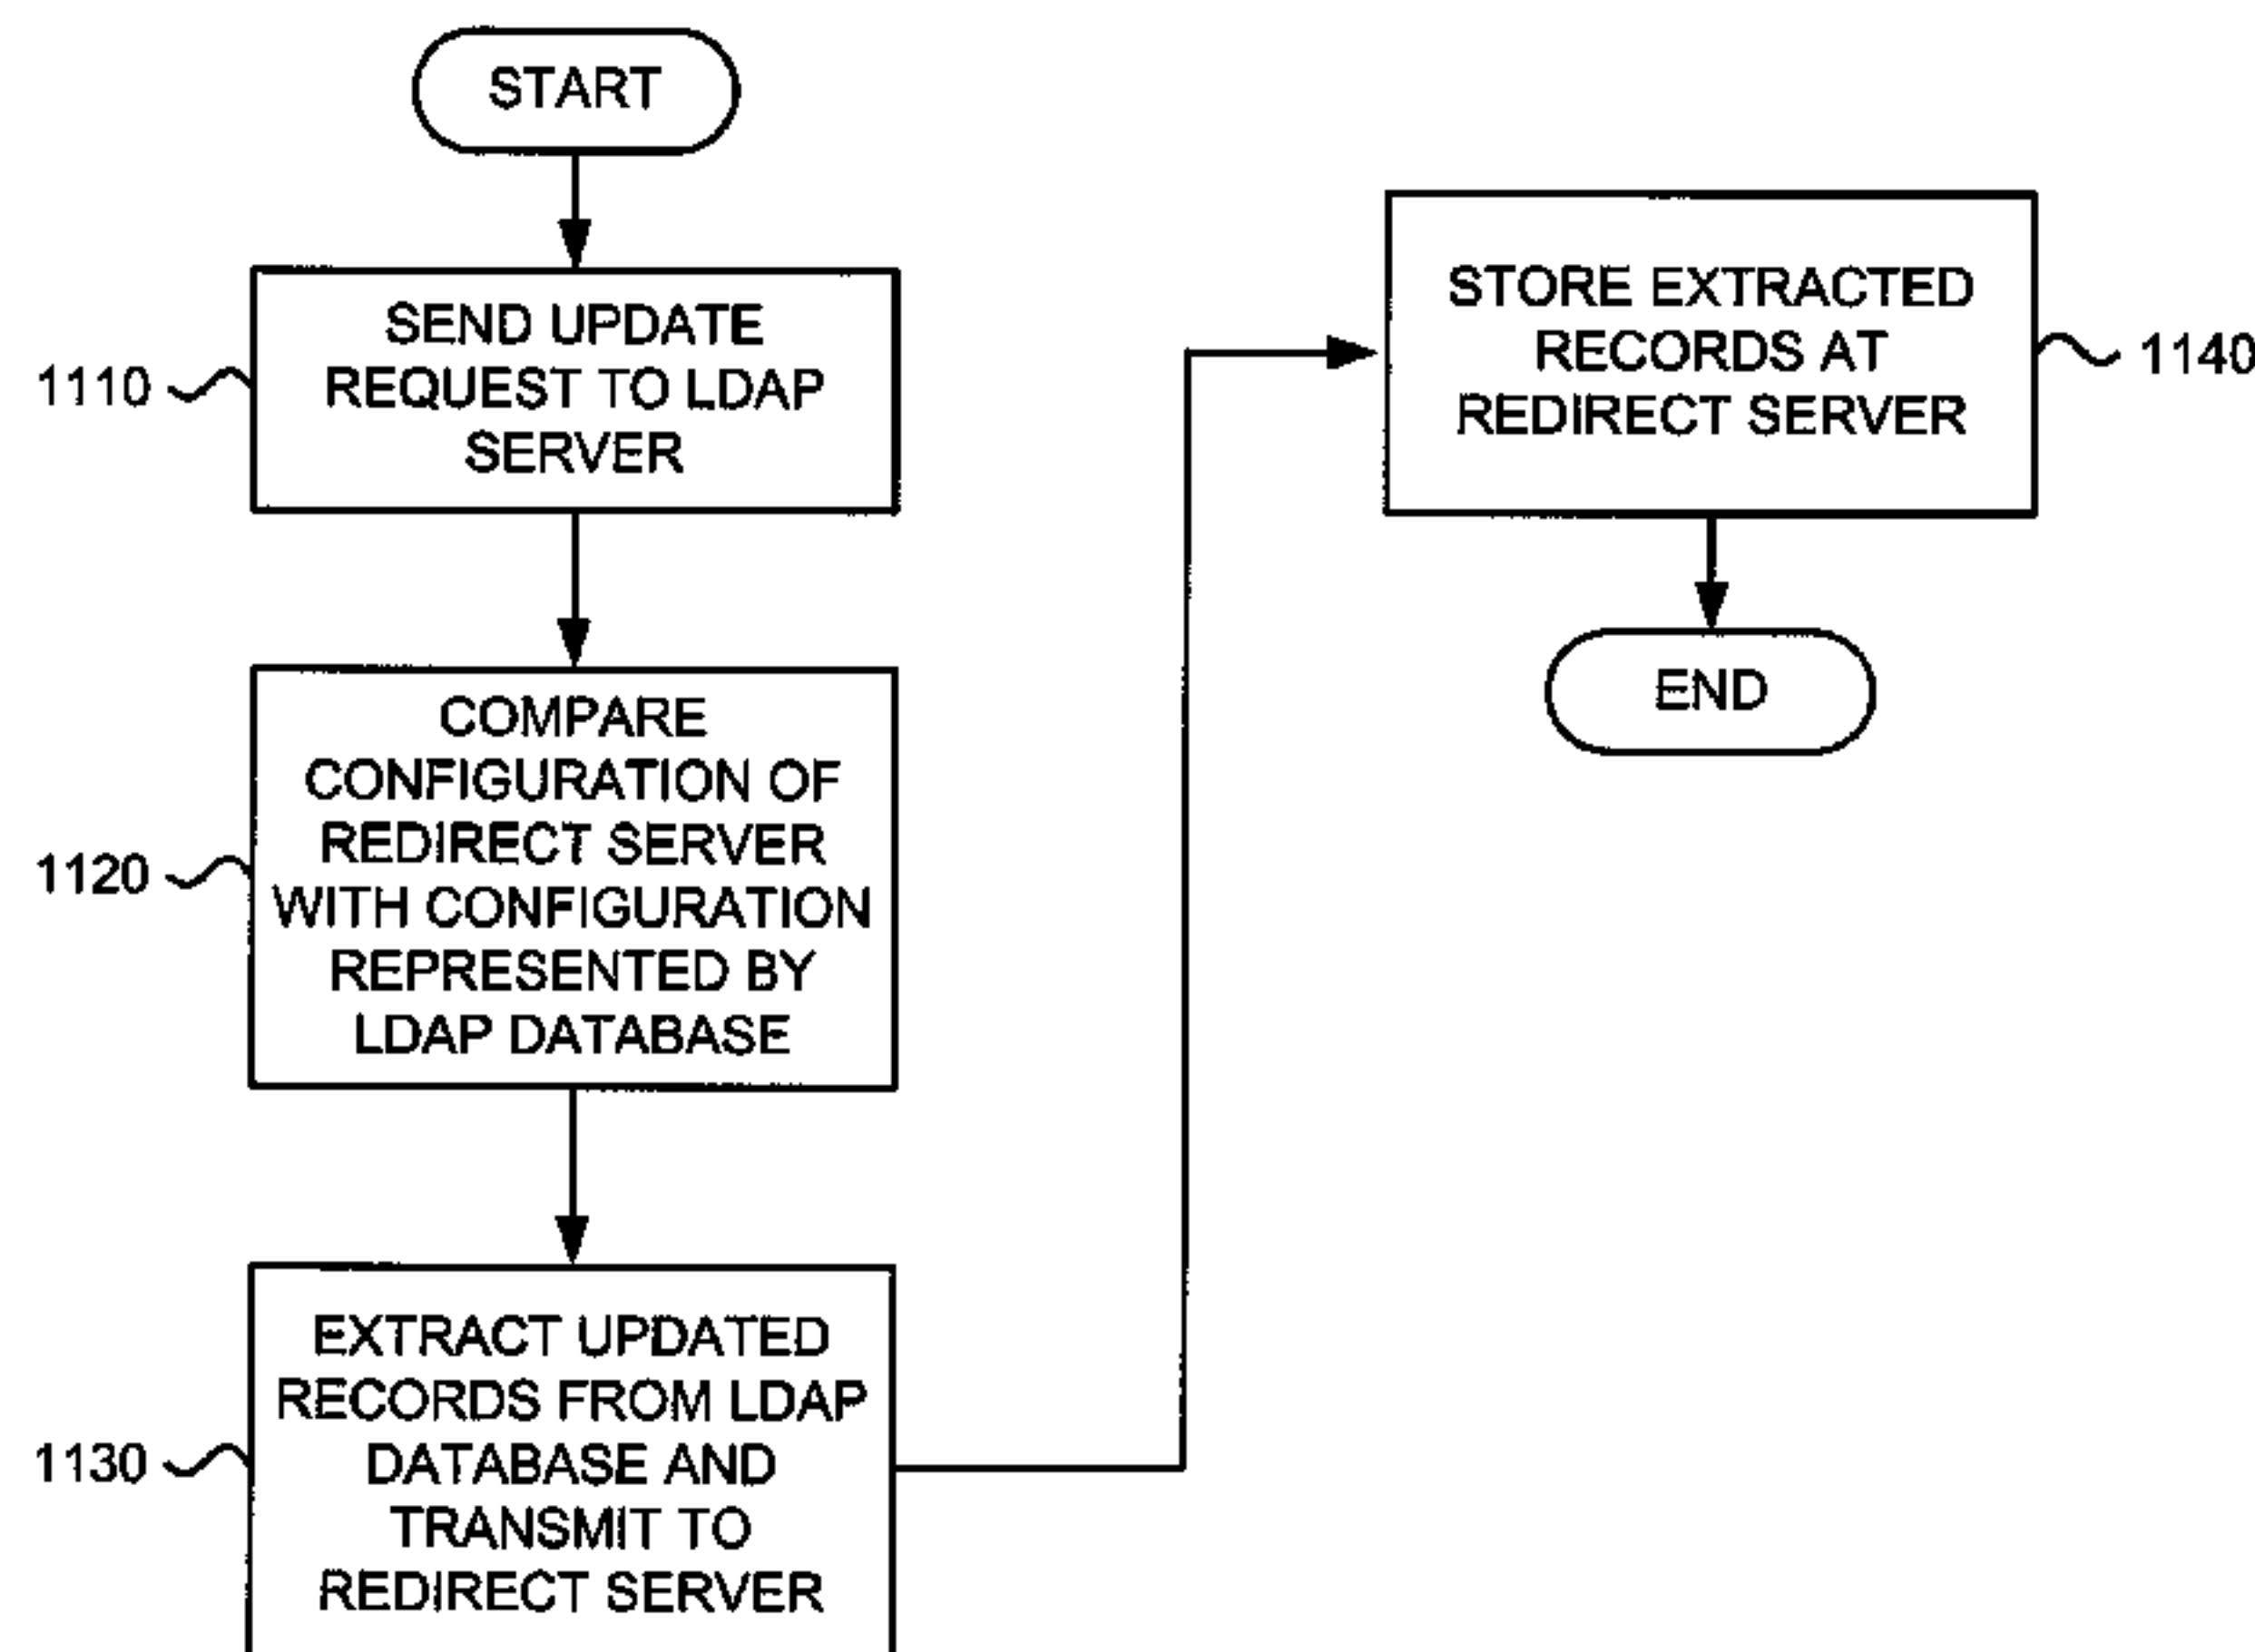 START
1110
SEND UPDATE
REQUEST TO LDAP
SERVER
1120
COMPARE
CONFIGURATION OF
REDIRECT SERVER
WITH CONFIGURATION
REPRESENTED BY
LDAP DATABASE
1130
EXTRACT UPDATED
RECORDS FROM LDAP
DATABASE AND
TRANSMIT TO
REDIRECT SERVER
STORE EXTRACTED
RECORDS AT
REDIRECT SERVER
1140
END